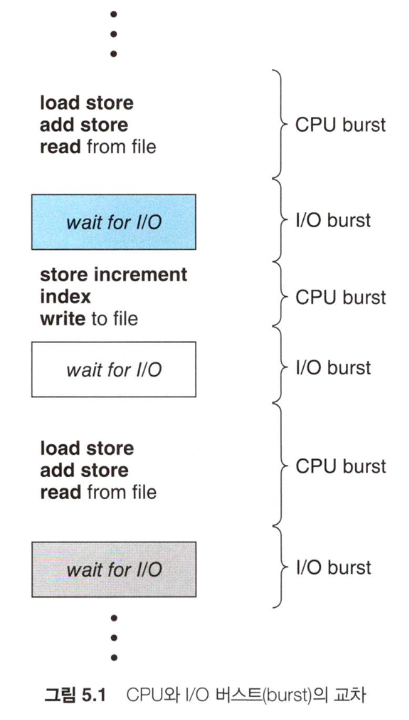 load store
add store
read from file
CPU burst
wait for I/O
I/O burst
store increment
index
write to file
CPU burst
wait for I/O
I/O burst
load store
add store
read from file
CPU burst
wait for I/O
I/O burst
그림 5.1 CPU와 I/O 버스트(burst)의 교차